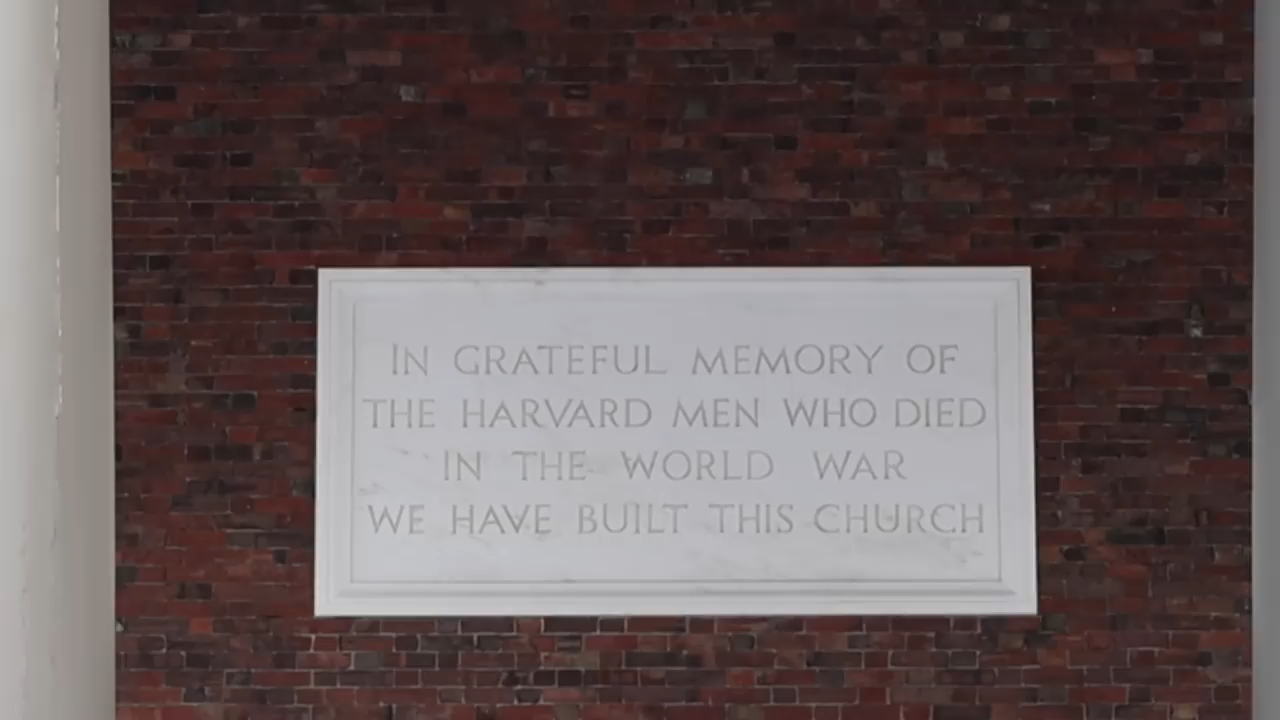 IN GRATEFUL MEMORY OF
THE HARVARD MEN WHO DIED
IN THE WORLD WAR
WE HAVE BUILT THIS CHURCH